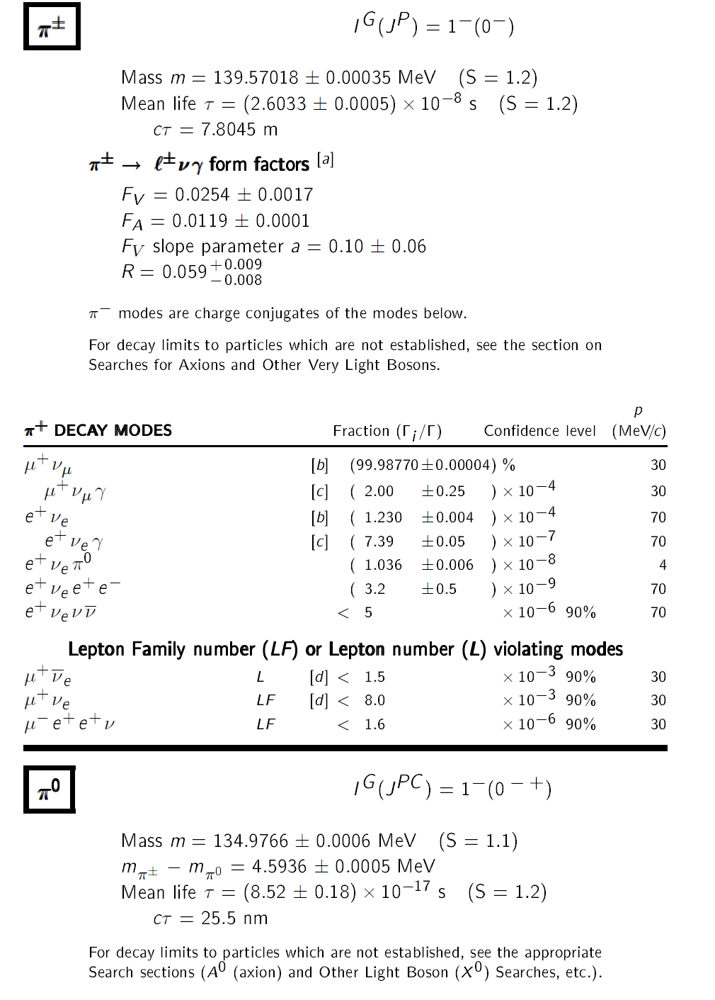 π±
I^G(J^P) = 1⁻(0⁻)
Mass m = 139.57018 ± 0.00035 MeV (S = 1.2)
Mean life τ = (2.6033 ± 0.0005) × 10⁻⁸ s (S = 1.2)
cτ = 7.8045 m
π± → ℓ±νγ form factors [a]
F_V = 0.0254 ± 0.0017
F_A = 0.0119 ± 0.0001
F_V slope parameter a = 0.10 ± 0.06
R = 0.059 +0.009 −0.008
π⁻ modes are charge conjugates of the modes below.
For decay limits to particles which are not established, see the section on
Searches for Axions and Other Very Light Bosons.
p
π⁺ DECAY MODES Fraction (Γᵢ/Γ) Confidence level (MeV/c)
μ⁺ν_μ [b] (99.98770±0.00004) % 30
μ⁺ν_μγ [c] ( 2.00 ±0.25 ) × 10⁻⁴ 30
e⁺ν_e [b] ( 1.230 ±0.004 ) × 10⁻⁴ 70
e⁺ν_eγ [c] ( 7.39 ±0.05 ) × 10⁻⁷ 70
e⁺ν_eπ⁰ ( 1.036 ±0.006 ) × 10⁻⁸ 4
e⁺ν_e e⁺e⁻ ( 3.2 ±0.5 ) × 10⁻⁹ 70
e⁺ν_e ν ν̄ < 5 × 10⁻⁶ 90% 70
Lepton Family number (LF) or Lepton number (L) violating modes
μ⁺ν̄_e L [d] < 1.5 × 10⁻³ 90% 30
μ⁺ν_e LF [d] < 8.0 × 10⁻³ 90% 30
μ⁻e⁺e⁺ν LF < 1.6 × 10⁻⁶ 90% 30
π⁰
I^G(J^PC) = 1⁻(0⁻⁺)
Mass m = 134.9766 ± 0.0006 MeV (S = 1.1)
m_π± − m_π⁰ = 4.5936 ± 0.0005 MeV
Mean life τ = (8.52 ± 0.18) × 10⁻¹⁷ s (S = 1.2)
cτ = 25.5 nm
For decay limits to particles which are not established, see the appropriate
Search sections (A⁰ (axion) and Other Light Boson (X⁰) Searches, etc.).